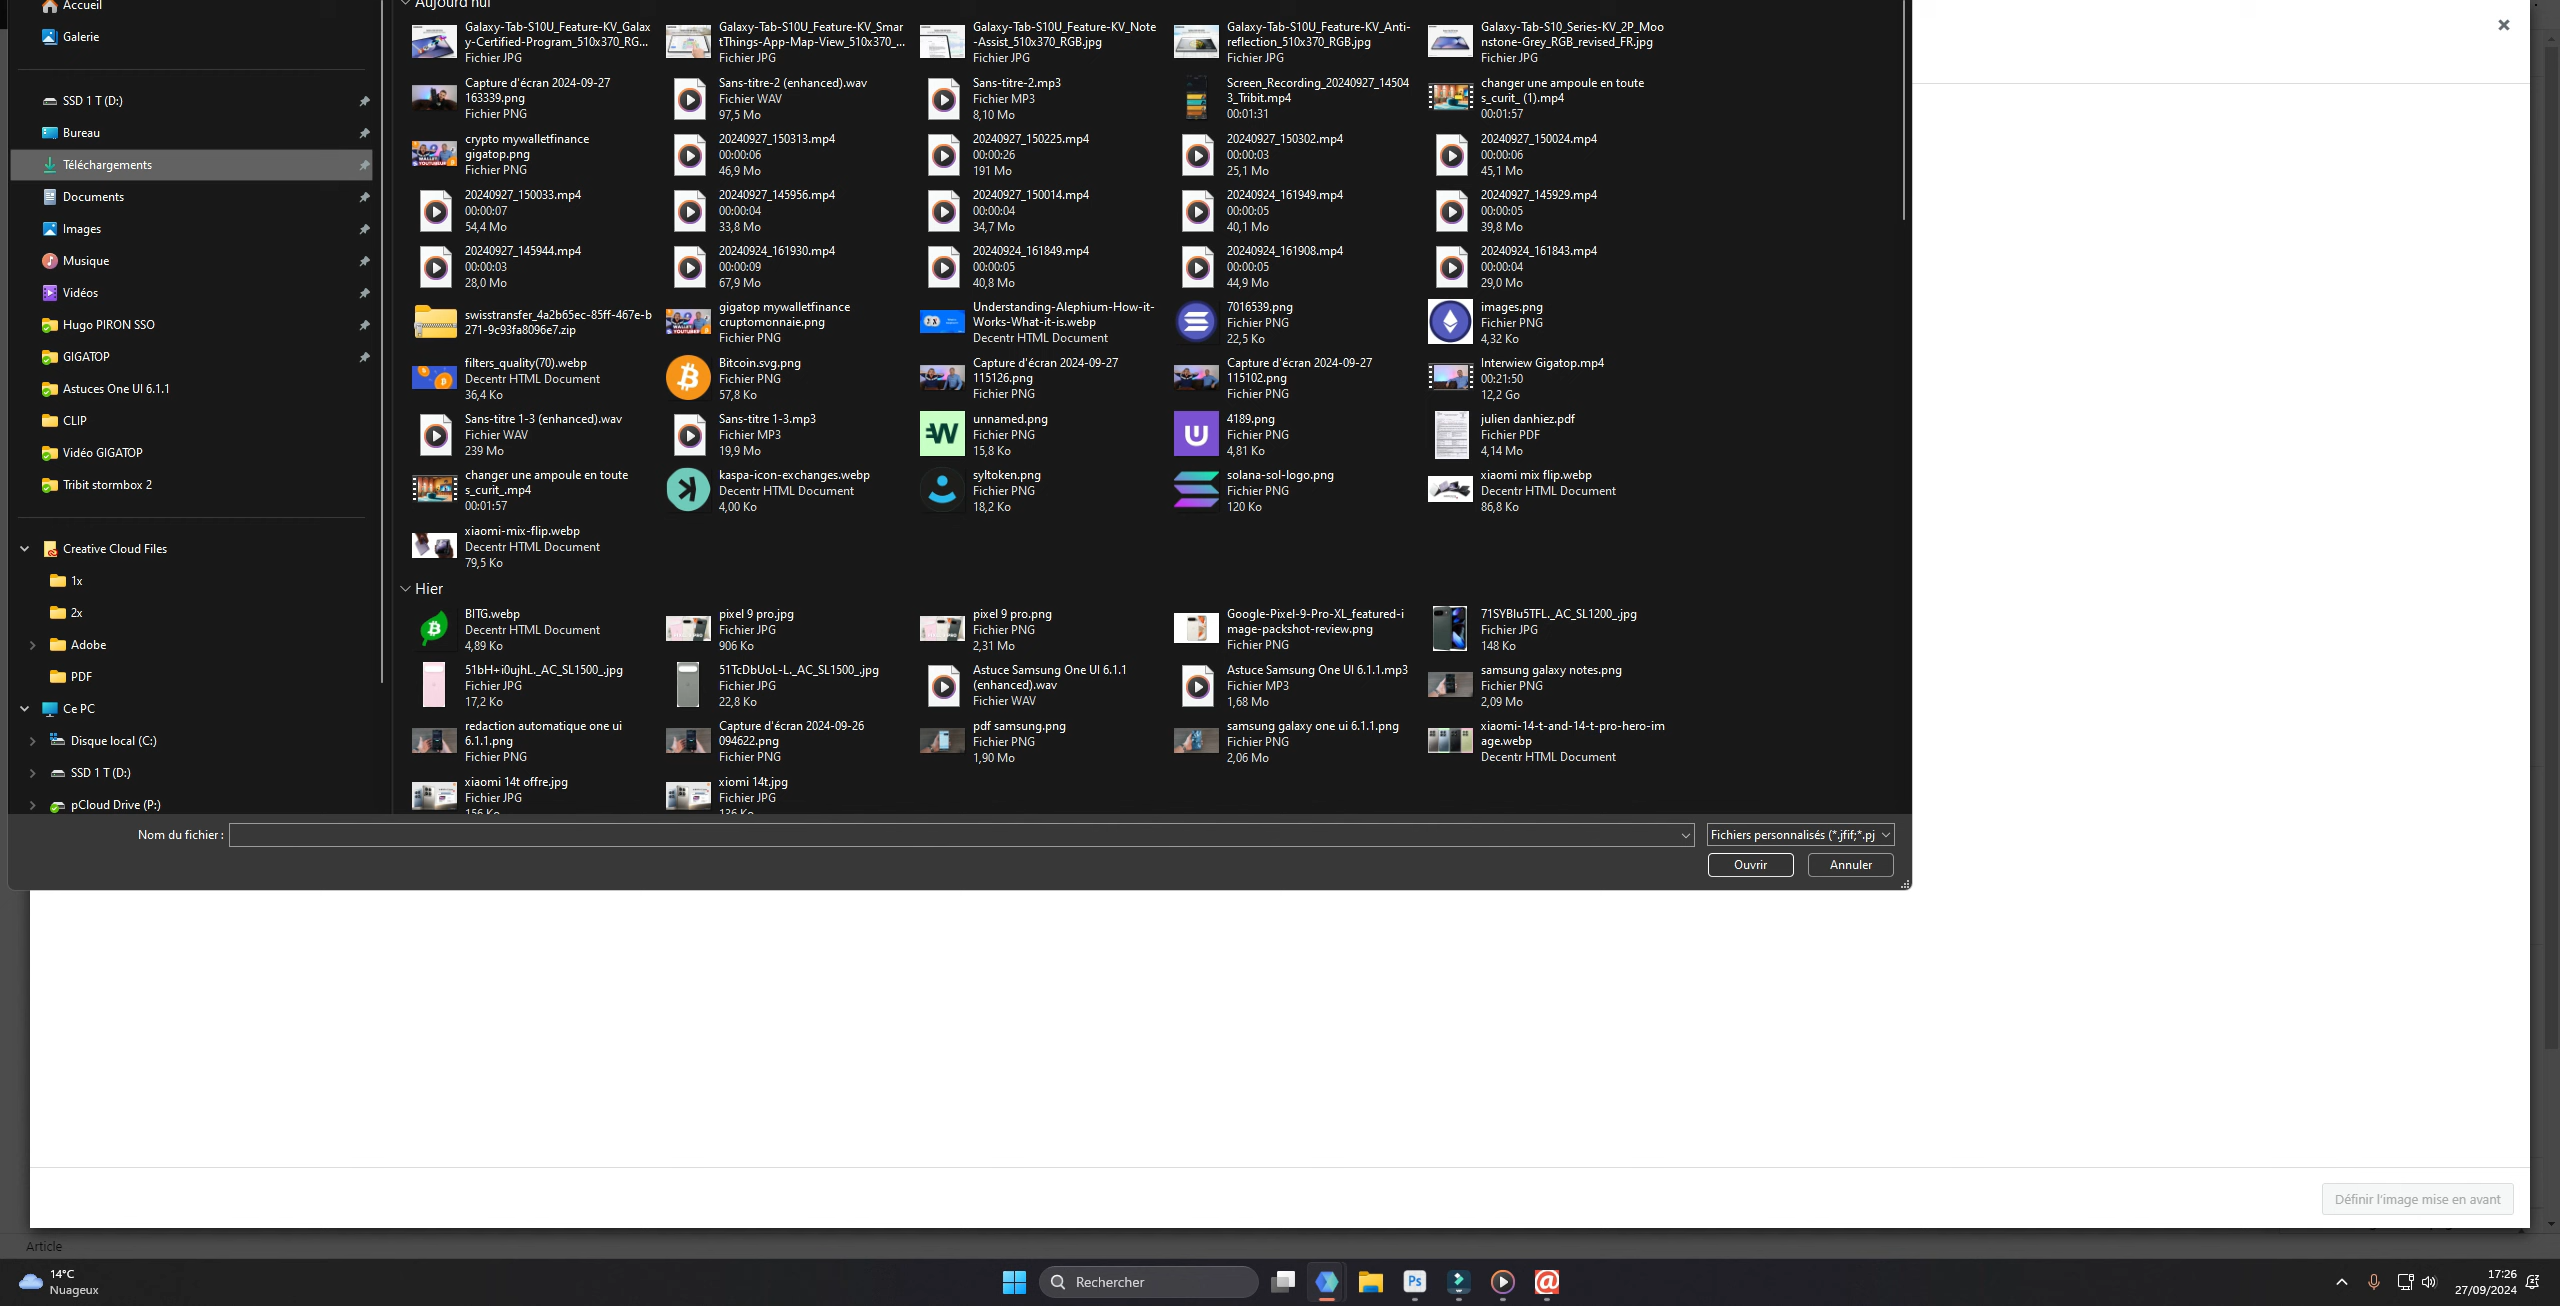 Accueil
Galerie
SSD 1 T (D:)
Bureau
Téléchargements
Documents
Images
Musique
Vidéos
Hugo PIRON SSO
GIGATOP
Astuces One UI 6.1.1
CLIP
Vidéo GIGATOP
Tribit stormbox 2
Creative Cloud Files
1x
2x
Adobe
PDF
Ce PC
Disque local (C:)
SSD 1 T (D:)
pCloud Drive (P:)
Aujourd'hui
Galaxy-Tab-S10U_Feature-KV_Galax
y-Certified-Program_510x370_RG...
Fichier JPG
Galaxy-Tab-S10U_Feature-KV_Smar
tThings-App-Map-View_510x370_...
Fichier JPG
Galaxy-Tab-S10U_Feature-KV_Note
-Assist_510x370_RGB.jpg
Fichier JPG
Galaxy-Tab-S10U_Feature-KV_Anti-
reflection_510x370_RGB.jpg
Fichier JPG
Galaxy-Tab-S10_Series-KV_2P_Moo
nstone-Grey_RGB_revised_FR.jpg
Fichier JPG
Capture d'écran 2024-09-27
163339.png
Fichier PNG
Sans-titre-2 (enhanced).wav
Fichier WAV
97,5 Mo
Sans-titre-2.mp3
Fichier MP3
8,10 Mo
Screen_Recording_20240927_14504
3_Tribit.mp4
00:01:31
changer une ampoule en toute
s_curit_ (1).mp4
00:01:57
crypto mywalletfinance
gigatop.png
Fichier PNG
20240927_150313.mp4
00:00:06
46,9 Mo
20240927_150225.mp4
00:00:26
191 Mo
20240927_150302.mp4
00:00:03
25,1 Mo
20240927_150024.mp4
00:00:06
45,1 Mo
20240927_150033.mp4
00:00:07
54,4 Mo
20240927_145956.mp4
00:00:04
33,8 Mo
20240927_150014.mp4
00:00:04
34,7 Mo
20240924_161949.mp4
00:00:05
40,1 Mo
20240927_145929.mp4
00:00:05
39,8 Mo
20240927_145944.mp4
00:00:03
28,0 Mo
20240924_161930.mp4
00:00:09
67,9 Mo
20240924_161849.mp4
00:00:05
40,8 Mo
20240924_161908.mp4
00:00:05
44,9 Mo
20240924_161843.mp4
00:00:04
29,0 Mo
swisstransfer_4a2b65ec-85ff-467e-b
271-9c93fa8096e7.zip
gigatop mywalletfinance
cruptomonnaie.png
Fichier PNG
Understanding-Alephium-How-it-
Works-What-it-is.webp
Decentr HTML Document
7016539.png
Fichier PNG
22,5 Ko
images.png
Fichier PNG
4,32 Ko
filters_quality(70).webp
Decentr HTML Document
36,4 Ko
Bitcoin.svg.png
Fichier PNG
57,8 Ko
Capture d'écran 2024-09-27
115126.png
Fichier PNG
Capture d'écran 2024-09-27
115102.png
Fichier PNG
Interwiew Gigatop.mp4
00:21:50
12,2 Go
Sans-titre 1-3 (enhanced).wav
Fichier WAV
239 Mo
Sans-titre 1-3.mp3
Fichier MP3
19,9 Mo
unnamed.png
Fichier PNG
15,8 Ko
4189.png
Fichier PNG
4,81 Ko
julien danhiez.pdf
Fichier PDF
4,14 Mo
changer une ampoule en toute
s_curit_.mp4
00:01:57
kaspa-icon-exchanges.webp
Decentr HTML Document
4,00 Ko
syltoken.png
Fichier PNG
18,2 Ko
solana-sol-logo.png
Fichier PNG
120 Ko
xiaomi mix flip.webp
Decentr HTML Document
86,8 Ko
xiaomi-mix-flip.webp
Decentr HTML Document
79,5 Ko
Hier
BITG.webp
Decentr HTML Document
4,89 Ko
pixel 9 pro.jpg
Fichier JPG
906 Ko
pixel 9 pro.png
Fichier PNG
2,31 Mo
Google-Pixel-9-Pro-XL_featured-i
mage-packshot-review.png
Fichier PNG
71SYBlu5TFL._AC_SL1200_.jpg
Fichier JPG
148 Ko
51bH+i0ujhL._AC_SL1500_.jpg
Fichier JPG
17,2 Ko
51TcDbUoL-L._AC_SL1500_.jpg
Fichier JPG
22,8 Ko
Astuce Samsung One UI 6.1.1
(enhanced).wav
Fichier WAV
Astuce Samsung One UI 6.1.1.mp3
Fichier MP3
1,68 Mo
samsung galaxy notes.png
Fichier PNG
2,09 Mo
redaction automatique one ui
6.1.1.png
Fichier PNG
Capture d'écran 2024-09-26
094622.png
Fichier PNG
pdf samsung.png
Fichier PNG
1,90 Mo
samsung galaxy one ui 6.1.1.png
Fichier PNG
2,06 Mo
xiaomi-14-t-and-14-t-pro-hero-im
age.webp
Decentr HTML Document
xiaomi 14t offre.jpg
Fichier JPG
156 Ko
xiomi 14t.jpg
Fichier JPG
136 Ko
Nom du fichier :
Fichiers personnalisés (*.jfif;*.pj
Ouvrir
Annuler
Définir l'image mise en avant
Article
14°C
Nuageux
Rechercher
Ps
17:26
27/09/2024